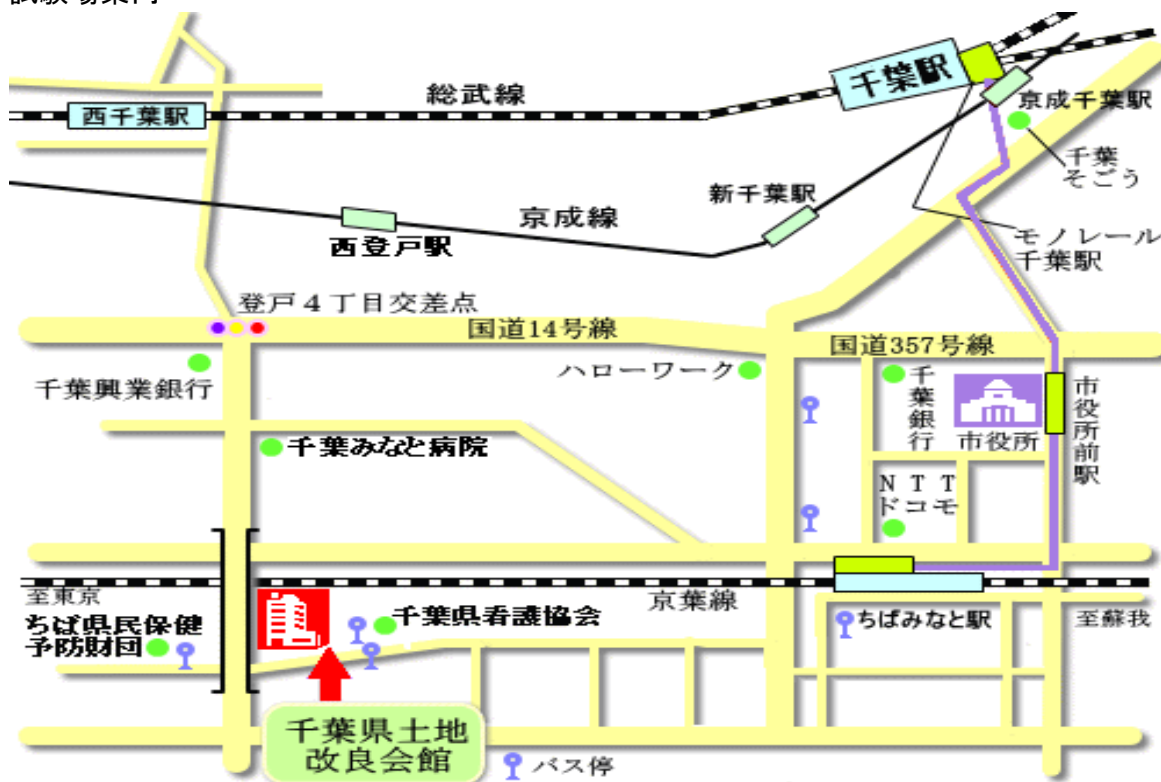 千葉駅
総武線
西千葉駅
京成千葉駅
千葉
そごう
新千葉駅
京成線
西登戸駅
モノレール
千葉駅
登戸4丁目交差点
国道14号線
国道357号線
千葉興業銀行
ハローワーク
千葉銀行
市役所
市役所前駅
千葉みなと病院
NTT
ドコモ
至東京
京葉線
ちば県民保健
予防財団
千葉県看護協会
ちばみなと駅
至蘇我
千葉県土地
改良会館
バス停